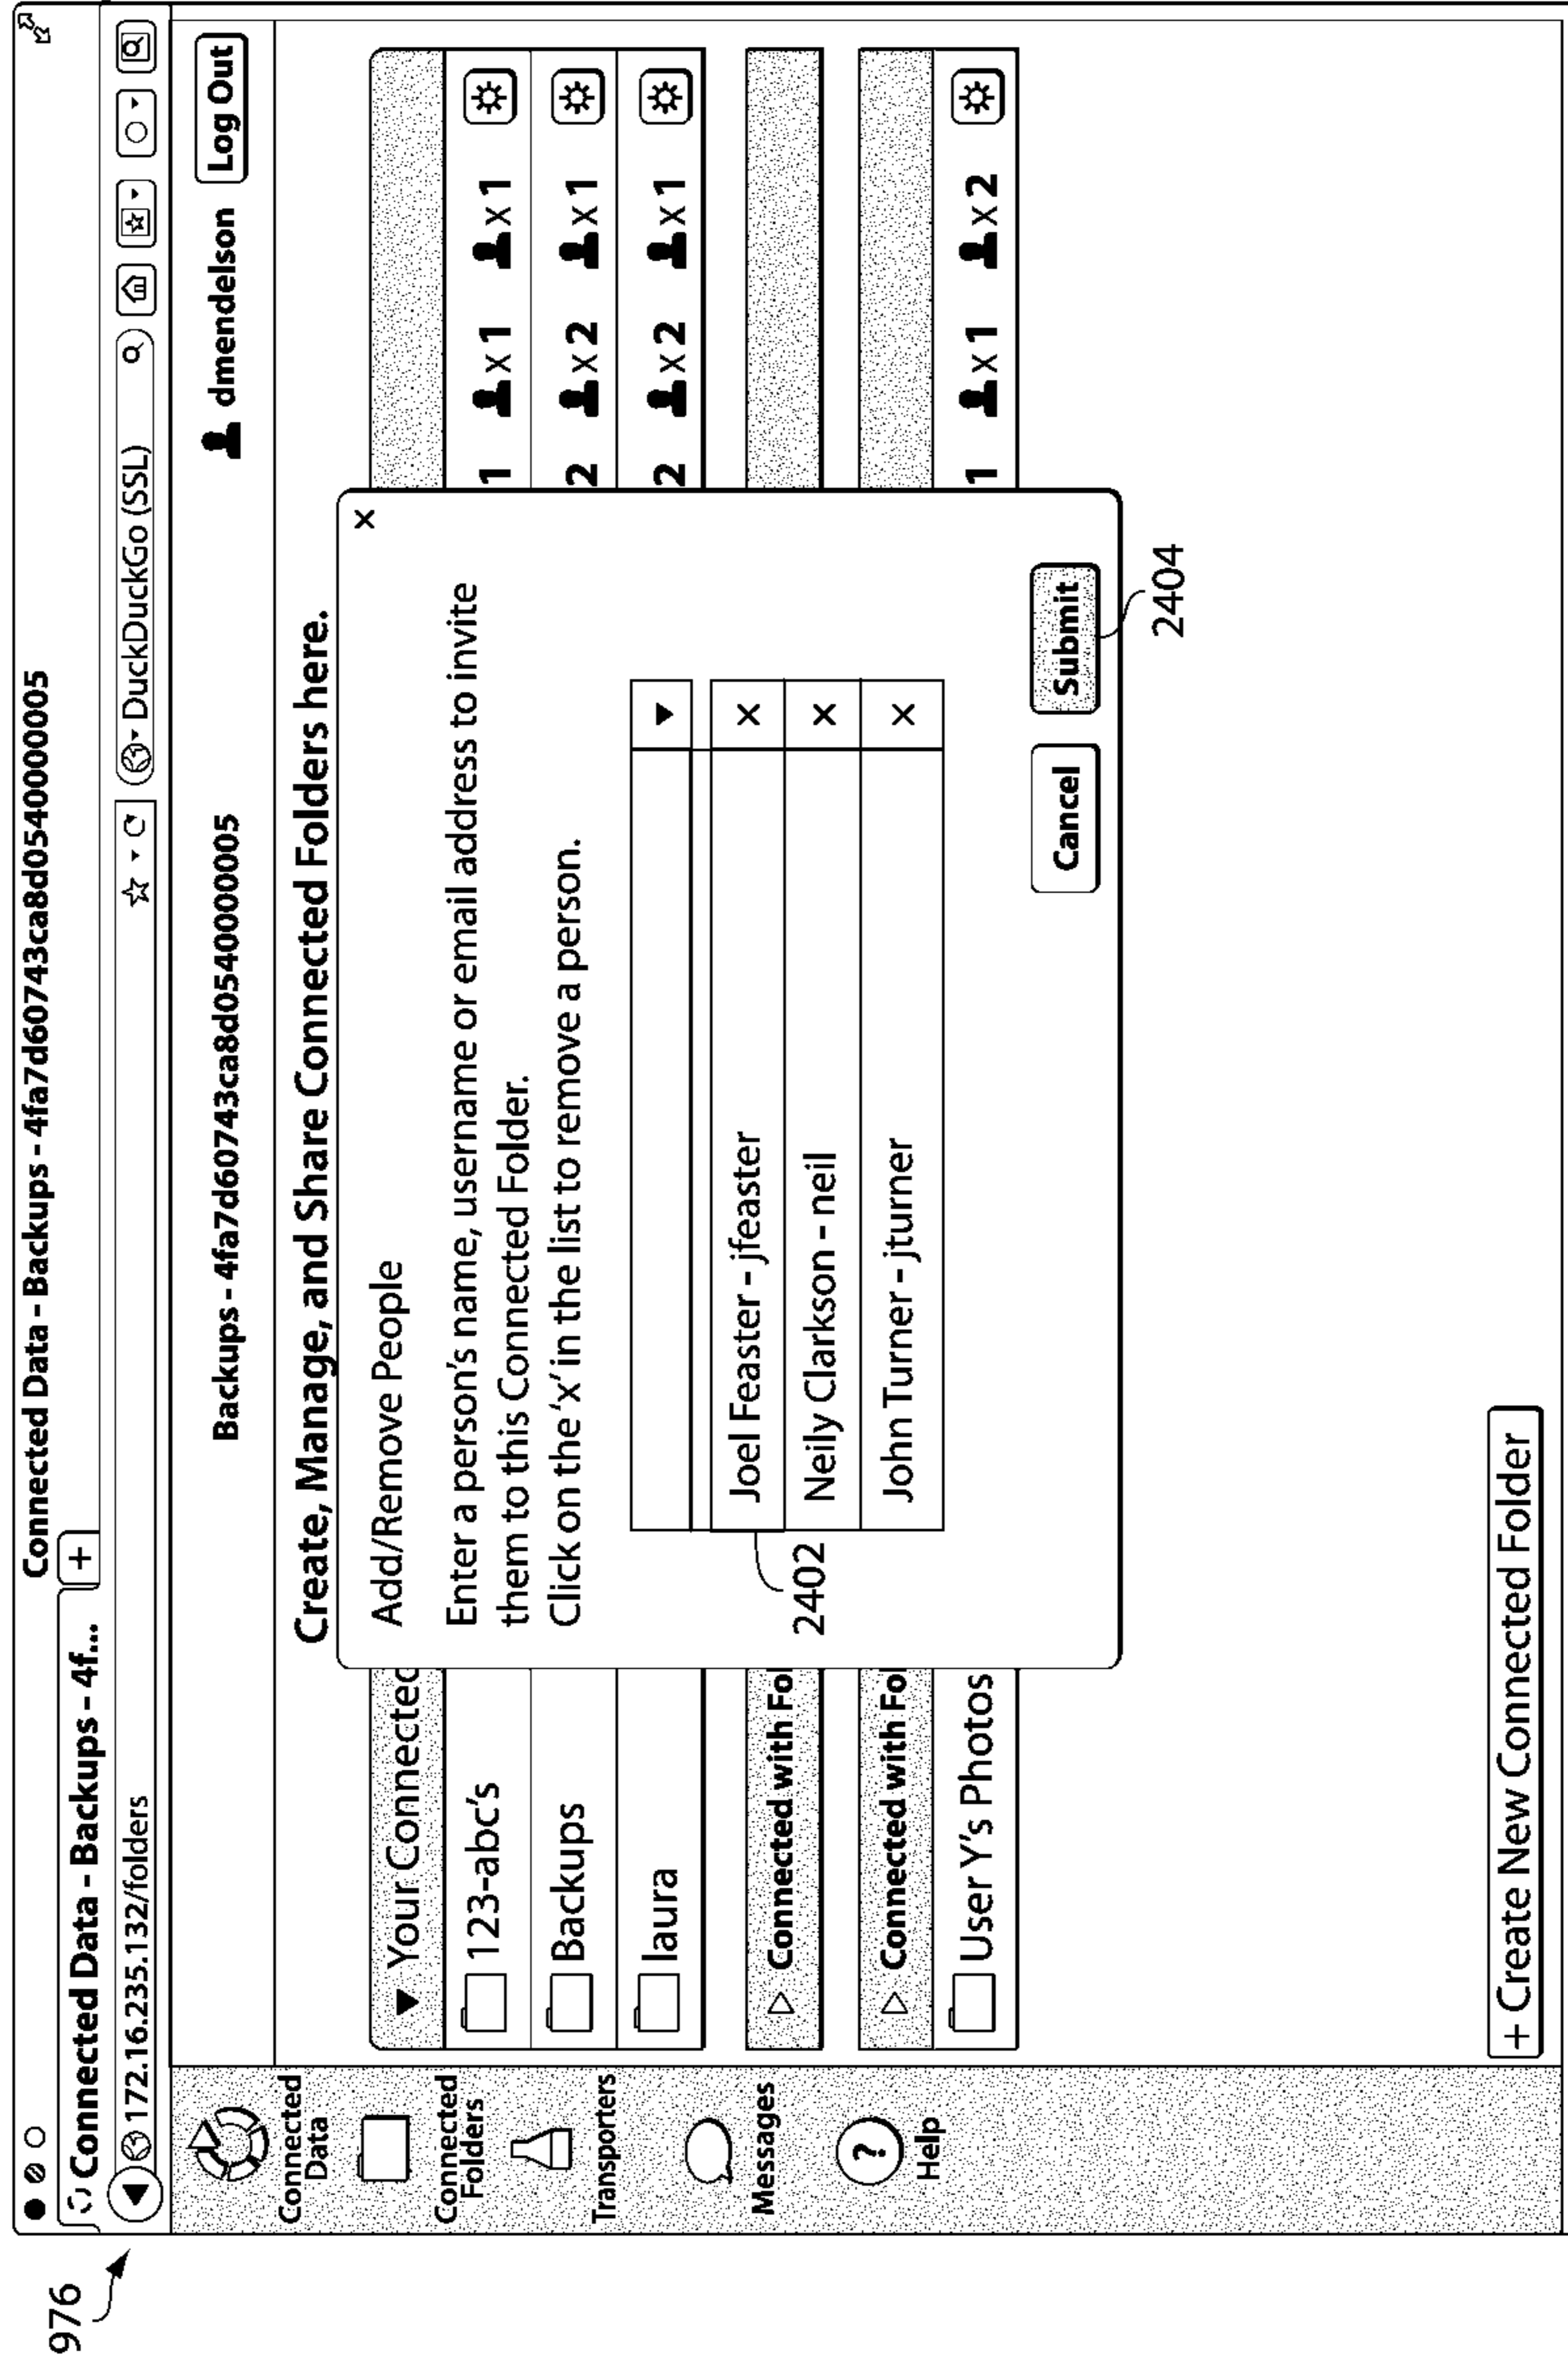 976
Connected Data - Backups - 4fa7d60743ca8d05400000005
Connected Data - Backups - 4f... +
172.16.235.132/folders
DuckDuckGo (SSL)
Backups - 4fa7d60743ca8d05400000005
dmendelson
Log Out
Connected
Data
Connected
Folders
Transporters
Messages
? Help
Create, Manage, and Share Connected Folders here.
Your Connected
123-abc's 1 x1 x1
Backups 2 x2 x1
laura 2 x2 x1
Connected with Fol
Connected with Fol
User Y's Photos 1 x1 x2
x
Add/Remove People
Enter a person's name, username or email address to invite
them to this Connected Folder.
Click on the 'x' in the list to remove a person.
Joel Feaster - jfeaster x
Neily Clarkson - neil x
John Turner - jturner x
2402
Cancel
Submit
2404
+ Create New Connected Folder